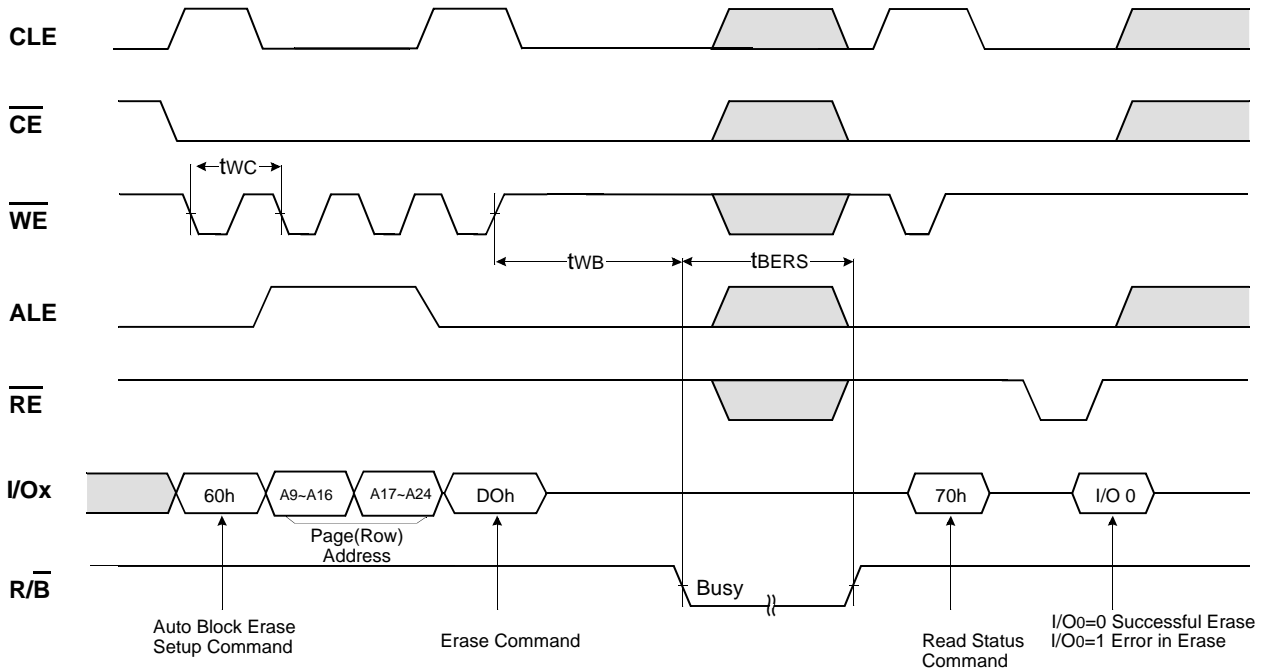 CLE
CE
tWC
WE
tWB
tBERS
ALE
RE
I/Ox
60h
A9~A16
A17~A24
DOh
70h
I/O 0
Page(Row)
Address
R/B
Busy
Auto Block Erase
Setup Command
Erase Command
Read Status
Command
I/O0=0 Successful Erase
I/O0=1 Error in Erase